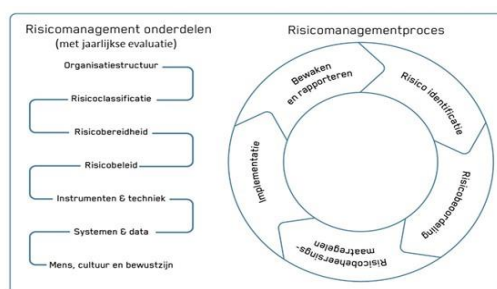 Risicomanagement onderdelen
(met jaarlijkse evaluatie)
Organisatiestructuur
Risicoclassificatie
Risicobereidheid
Risicobeleid
Instrumenten & techniek
Systemen & data
Mens, cultuur en bewustzijn
Risicomanagementproces
Bewaken
en rapporteren
Risico identificatie
Risicobeoordeling
Risicobeheersings-
maatregelen
Implementatie